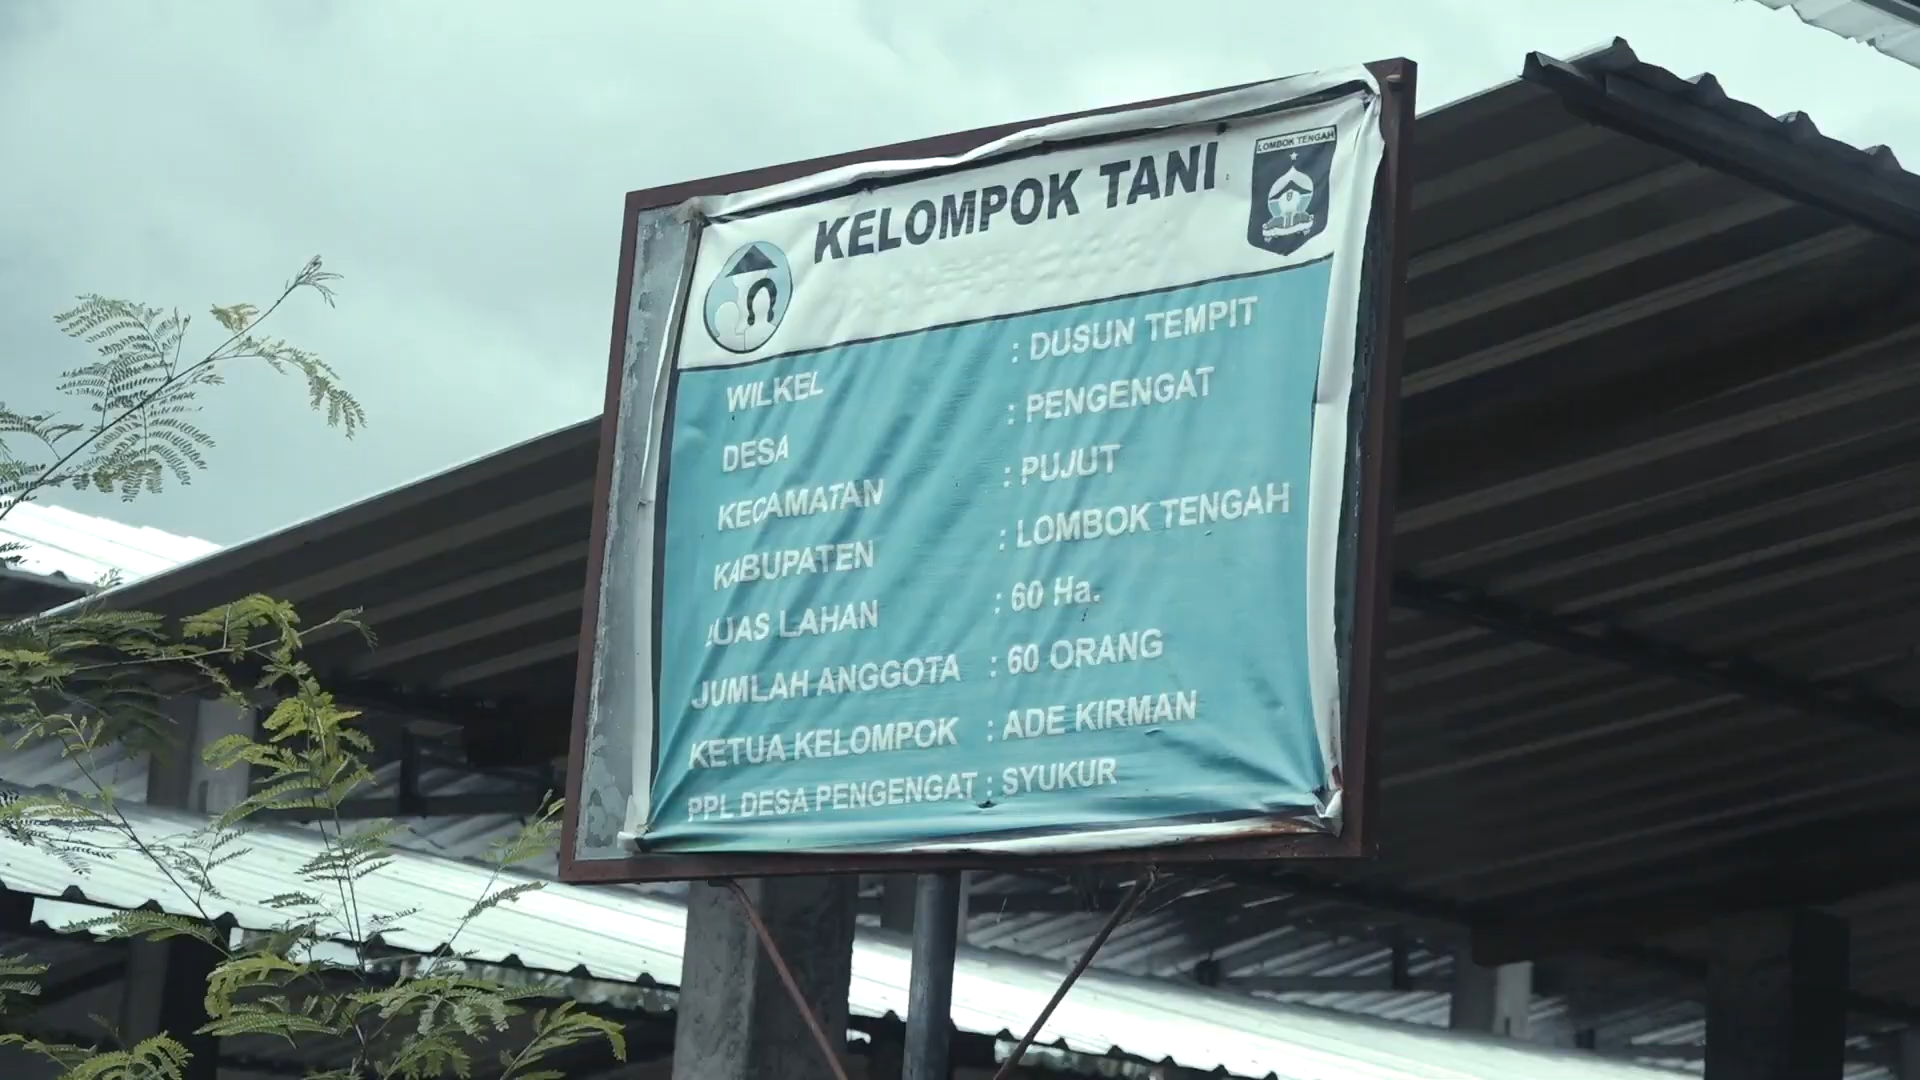 KELOMPOK TANI
LOMBOK TENGAH
WILKEL : DUSUN TEMPIT
DESA : PENGENGAT
KECAMATAN : PUJUT
KABUPATEN : LOMBOK TENGAH
LUAS LAHAN : 60 Ha.
JUMLAH ANGGOTA : 60 ORANG
KETUA KELOMPOK : ADE KIRMAN
PPL DESA PENGENGAT : SYUKUR